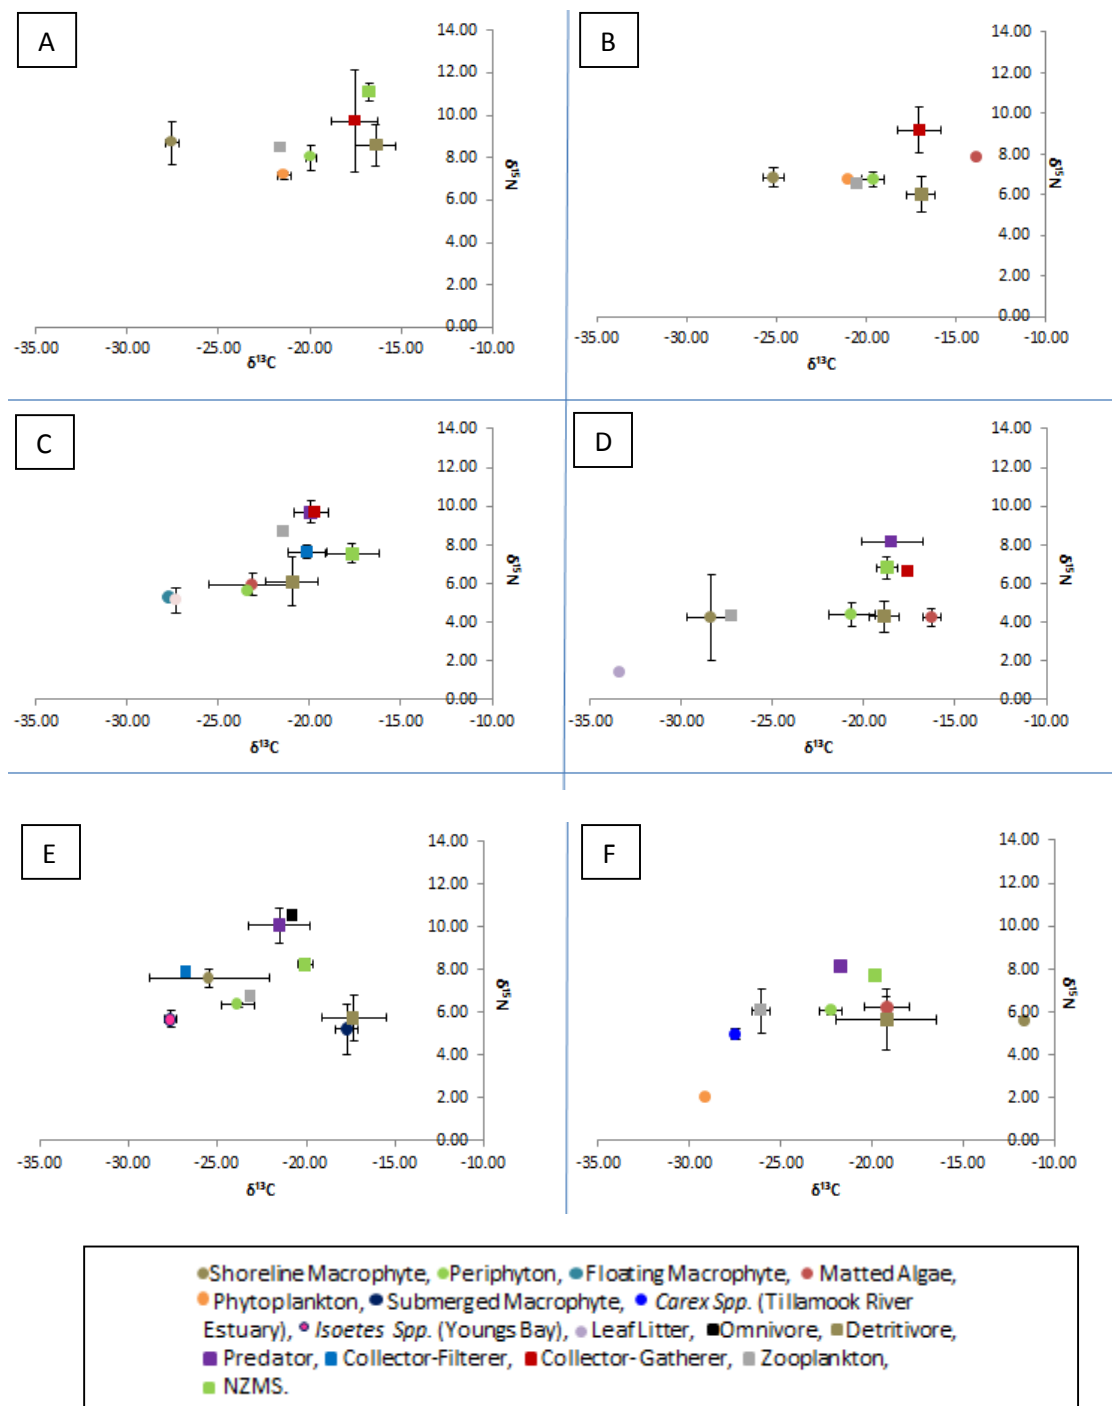 A
14.00
12.00
10.00
8.00
6.00
4.00
2.00
0.00
-35.00 -30.00 -25.00 -20.00 -15.00 -10.00
δ¹³C
δ¹⁵N
B
14.00
12.00
10.00
8.00
6.00
4.00
2.00
0.00
-35.00 -30.00 -25.00 -20.00 -15.00 -10.00
δ¹³C
δ¹⁵N
C
14.00
12.00
10.00
8.00
6.00
4.00
2.00
0.00
-35.00 -30.00 -25.00 -20.00 -15.00 -10.00
δ¹³C
δ¹⁵N
D
14.00
12.00
10.00
8.00
6.00
4.00
2.00
0.00
-35.00 -30.00 -25.00 -20.00 -15.00 -10.00
δ¹³C
δ¹⁵N
E
14.00
12.00
10.00
8.00
6.00
4.00
2.00
0.00
-35.00 -30.00 -25.00 -20.00 -15.00 -10.00
δ¹³C
δ¹⁵N
F
14.00
12.00
10.00
8.00
6.00
4.00
2.00
0.00
-35.00 -30.00 -25.00 -20.00 -15.00 -10.00
δ¹³C
δ¹⁵N
Shoreline Macrophyte, Periphyton, Floating Macrophyte, Matted Algae,
Phytoplankton, Submerged Macrophyte, Carex Spp. (Tillamook River
Estuary), Isoetes Spp. (Youngs Bay), Leaf Litter, Omnivore, Detritivore,
Predator, Collector-Filterer, Collector- Gatherer, Zooplankton,
NZMS.